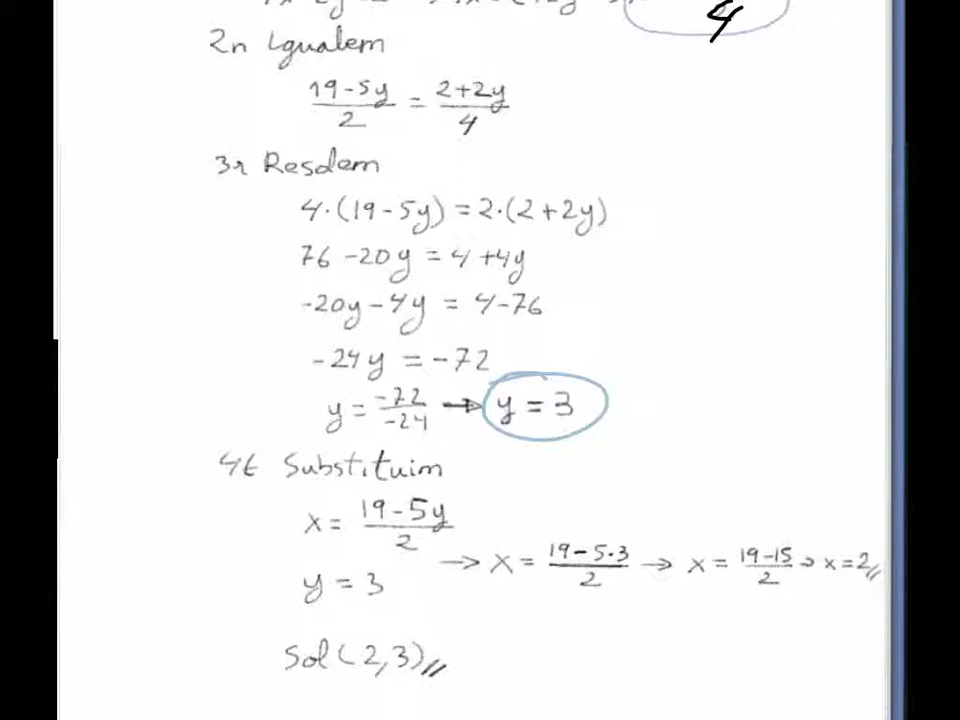 4
2n Igualem
19-5y/2 = 2+2y/4
3r Resolem
4·(19-5y) = 2·(2+2y)
76-20y = 4+4y
-20y-4y = 4-76
-24y = -72
y = -72/-24 → y = 3
4t Substituim
x = 19-5y/2
y = 3
→ x = 19-5·3/2 → x = 19-15/2 → x=2//
Sol (2,3)//